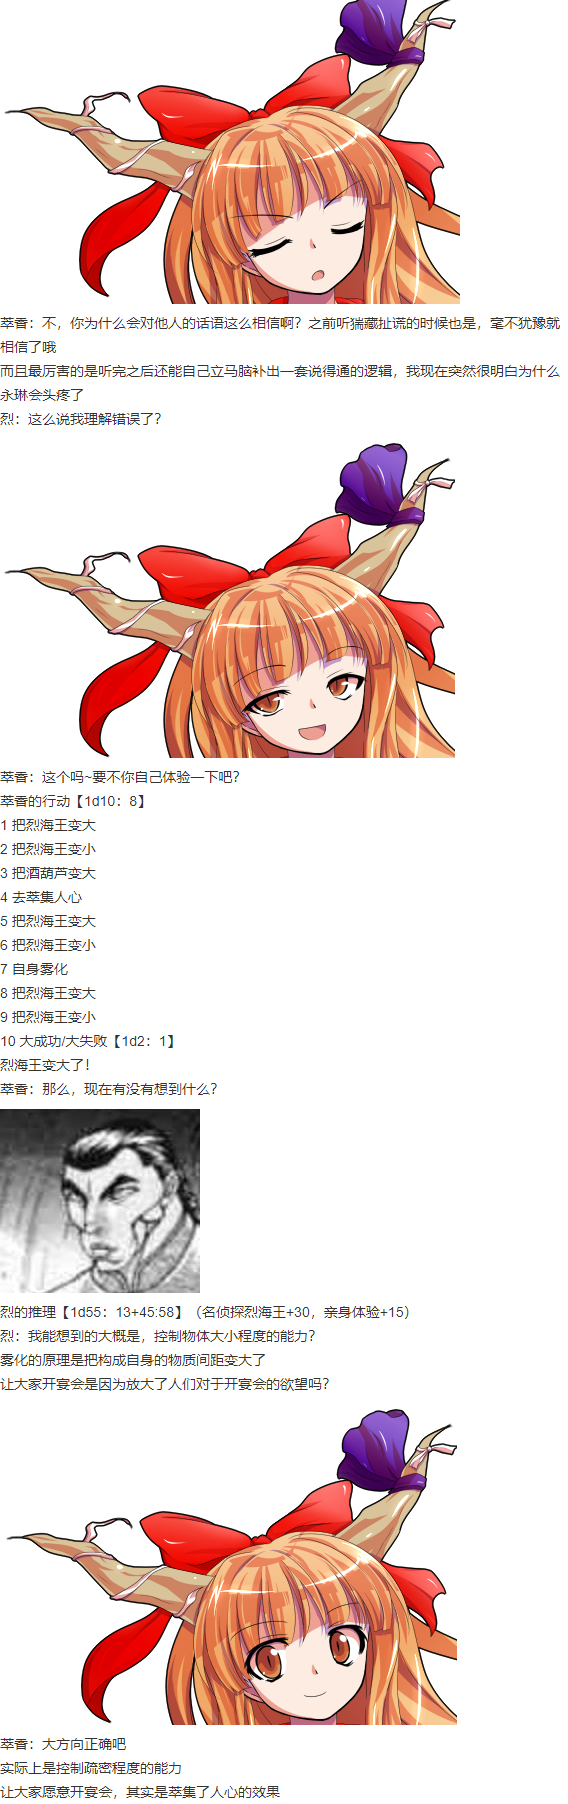 萃香：不，你为什么会对他人的话语这么相信啊？之前听猯藏扯谎的时候也是，毫不犹豫就
相信了哦
而且最厉害的是听完之后还能自己立马脑补出一套说得通的逻辑，我现在突然很明白为什么
永琳会头疼了
烈：这么说我理解错误了？
萃香：这个吗~要不你自己体验一下吧？
萃香的行动【1d10：8】
1 把烈海王变大
2 把烈海王变小
3 把酒葫芦变大
4 去萃集人心
5 把烈海王变大
6 把烈海王变小
7 自身雾化
8 把烈海王变大
9 把烈海王变小
10 大成功/大失败【1d2：1】
烈海王变大了！
萃香：那么，现在有没有想到什么？
烈的推理【1d55：13+45:58】（名侦探烈海王+30，亲身体验+15）
烈：我能想到的大概是，控制物体大小程度的能力？
雾化的原理是把构成自身的物质间距变大了
让大家开宴会是因为放大了人们对于开宴会的欲望吗？
萃香：大方向正确吧
实际上是控制疏密程度的能力
让大家愿意开宴会，其实是萃集了人心的效果